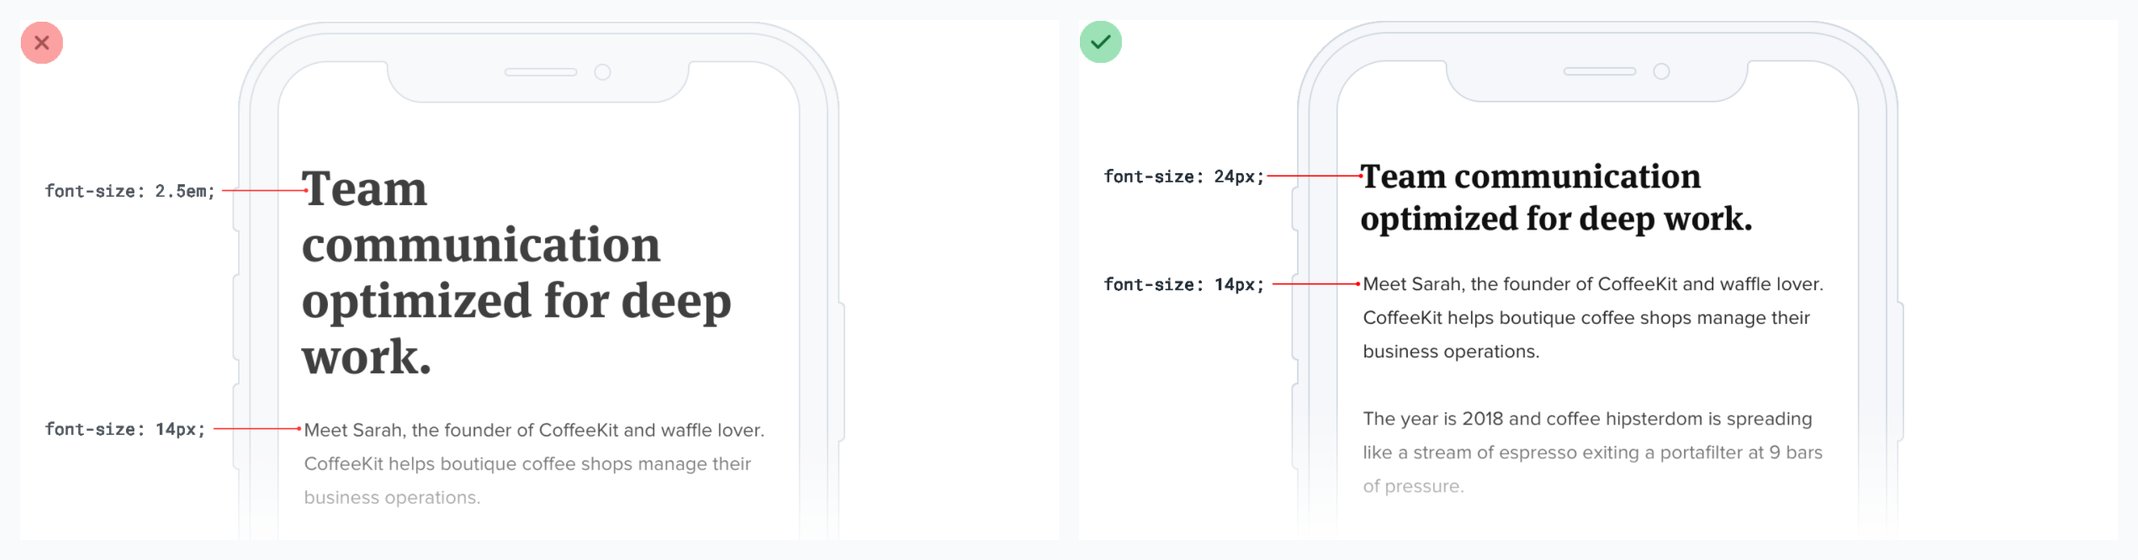 font-size: 2.5em;
Team
communication
optimized for deep
work.
font-size: 14px;
Meet Sarah, the founder of CoffeeKit and waffle lover.
CoffeeKit helps boutique coffee shops manage their
business operations.
font-size: 24px;
Team communication
optimized for deep work.
font-size: 14px;
Meet Sarah, the founder of CoffeeKit and waffle lover.
CoffeeKit helps boutique coffee shops manage their
business operations.
The year is 2018 and coffee hipsterdom is spreading
like a stream of espresso exiting a portafilter at 9 bars
of pressure.